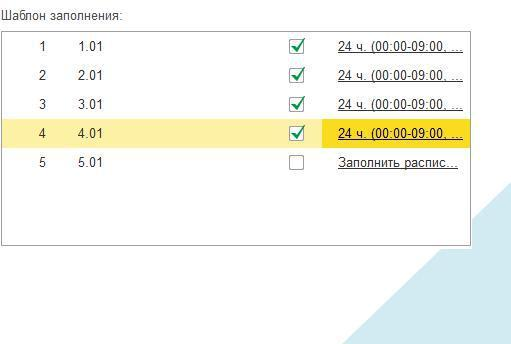 Шаблон заполнения:
1 1.01 24 ч. (00:00-09:00, ...
2 2.01 24 ч. (00:00-09:00, ...
3 3.01 24 ч. (00:00-09:00, ...
4 4.01 24 ч. (00:00-09:00, ...
5 5.01 Заполнить распис...